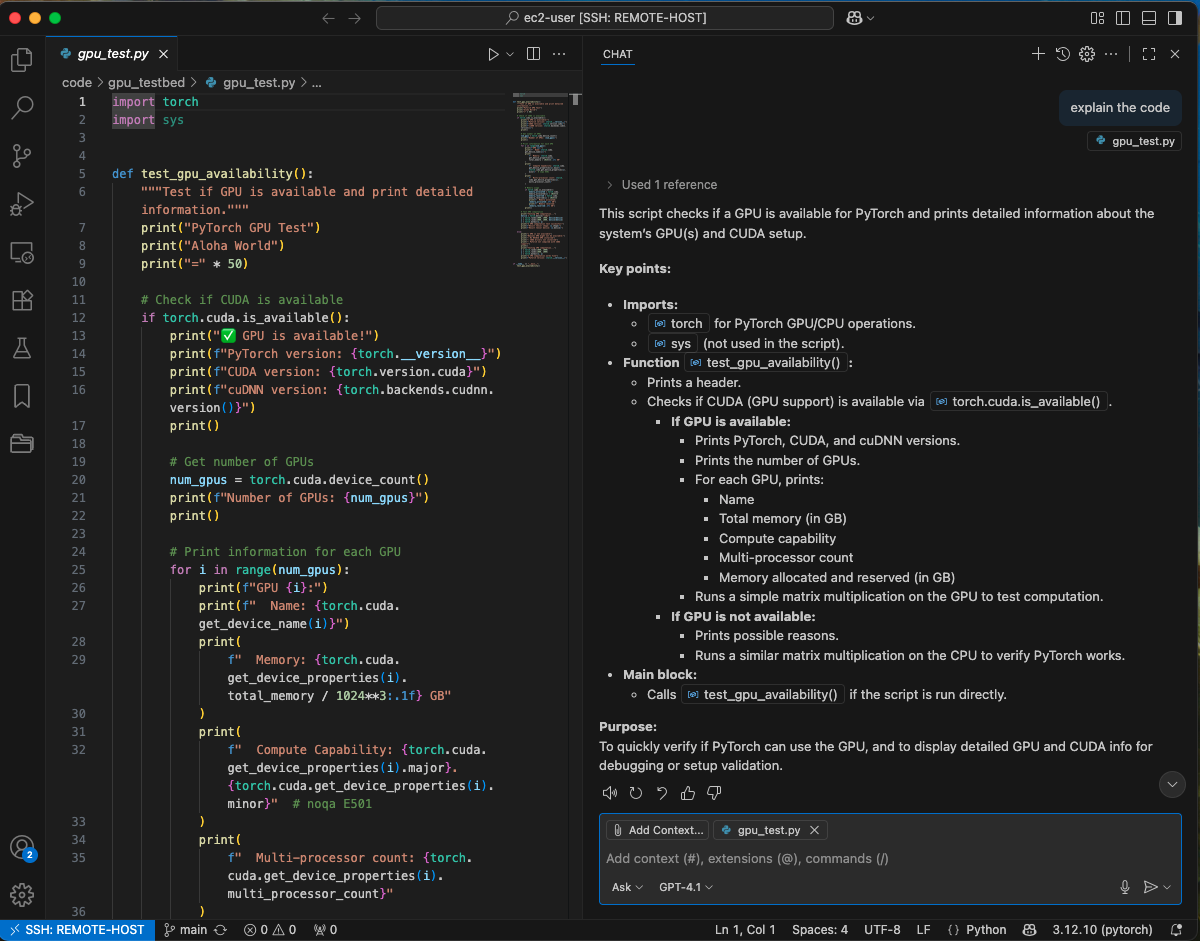 ec2-user [SSH: REMOTE-HOST]
gpu_test.py
code > gpu_testbed > gpu_test.py > ...
1 import torch
2 import sys
3
4
5 def test_gpu_availability():
6 """Test if GPU is available and print detailed
information."""
7 print("PyTorch GPU Test")
8 print("Aloha World")
9 print("=" * 50)
10
11 # Check if CUDA is available
12 if torch.cuda.is_available():
13 print("✅ GPU is available!")
14 print(f"PyTorch version: {torch.__version__}")
15 print(f"CUDA version: {torch.version.cuda}")
16 print(f"cuDNN version: {torch.backends.cudnn.
version()}")
17 print()
18
19 # Get number of GPUs
20 num_gpus = torch.cuda.device_count()
21 print(f"Number of GPUs: {num_gpus}")
22 print()
23
24 # Print information for each GPU
25 for i in range(num_gpus):
26 print(f"GPU {i}:")
27 print(f"  Name: {torch.cuda.
get_device_name(i)}")
28 print(
29 f"  Memory: {torch.cuda.
get_device_properties(i).
total_memory / 1024**3:.1f} GB"
30 )
31 print(
32 f"  Compute Capability: {torch.cuda.
get_device_properties(i).major}.
{torch.cuda.get_device_properties(i).
minor}"  # noqa E501
33 )
34 print(
35 f"  Multi-processor count: {torch.
cuda.get_device_properties(i).
multi_processor_count}"
36 )
CHAT
explain the code
gpu_test.py
Used 1 reference
This script checks if a GPU is available for PyTorch and prints detailed information about the
system's GPU(s) and CUDA setup.
Key points:
• Imports:
torch for PyTorch GPU/CPU operations.
sys (not used in the script).
• Function test_gpu_availability() :
Prints a header.
Checks if CUDA (GPU support) is available via torch.cuda.is_available() .
If GPU is available:
Prints PyTorch, CUDA, and cuDNN versions.
Prints the number of GPUs.
For each GPU, prints:
Name
Total memory (in GB)
Compute capability
Multi-processor count
Memory allocated and reserved (in GB)
Runs a simple matrix multiplication on the GPU to test computation.
If GPU is not available:
Prints possible reasons.
Runs a similar matrix multiplication on the CPU to verify PyTorch works.
• Main block:
Calls test_gpu_availability() if the script is run directly.
Purpose:
To quickly verify if PyTorch can use the GPU, and to display detailed GPU and CUDA info for
debugging or setup validation.
Add Context... gpu_test.py
Add context (#), extensions (@), commands (/)
Ask GPT-4.1
2
SSH: REMOTE-HOST main 0 0 0 Ln 1, Col 1 Spaces: 4 UTF-8 LF {} Python 3.12.10 (pytorch)